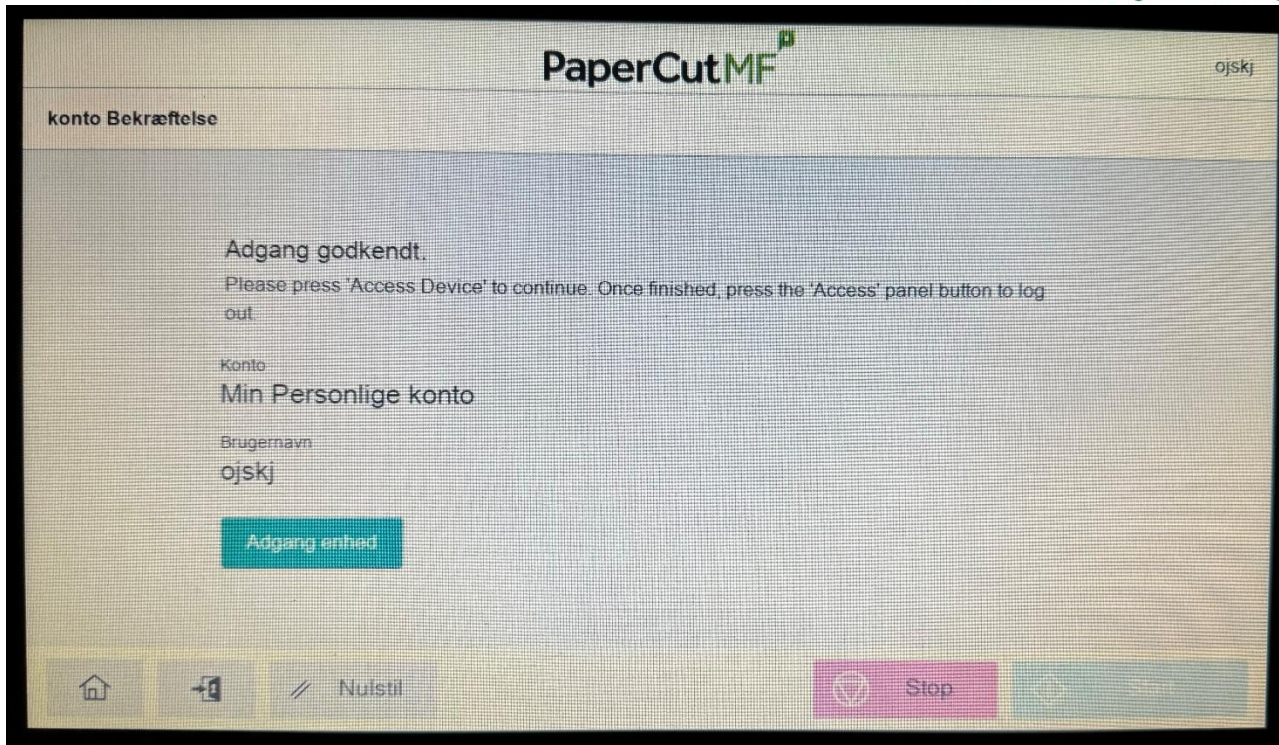 PaperCutMF
ojskj
konto Bekræftelse
Adgang godkendt.
Please press 'Access Device' to continue. Once finished, press the 'Access' panel button to log
out.
Konto
Min Personlige konto
Brugernavn
ojskj
Adgang enhed
Nulstil
Stop
Start